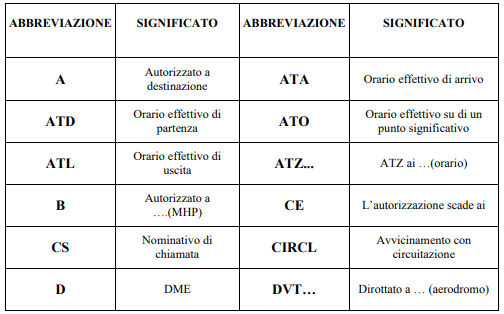 ABBREVIAZIONE SIGNIFICATO ABBREVIAZIONE SIGNIFICATO
A Autorizzato a destinazione ATA Orario effettivo di arrivo
ATD Orario effettivo di partenza ATO Orario effettivo su di un punto significativo
ATL Orario effettivo di uscita ATZ... ATZ ai …(orario)
B Autorizzato a ….(MHP) CE L’autorizzazione scade ai
CS Nominativo di chiamata CIRCL Avvicinamento con circuitazione
D DME DVT… Dirottato a … (aerodromo)